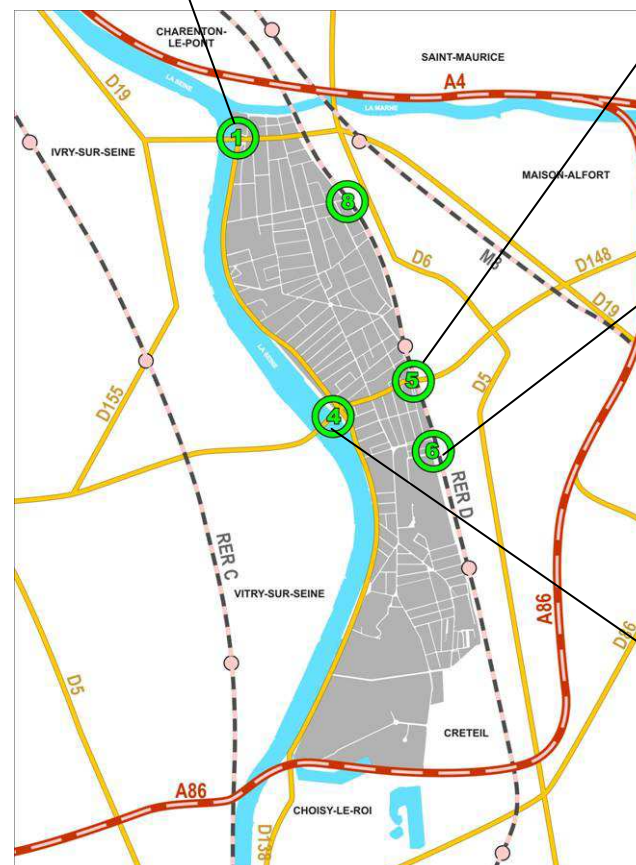 CHARENTON-
LE-PONT
SAINT-MAURICE
A4
LA SEINE
LA MARNE
D19
1
IVRY-SUR-SEINE
MAISON-ALFORT
8
D6
M8
D148
D19
LA SEINE
5
D5
D155
4
6
RER D
RER C
VITRY-SUR-SEINE
A86
D86
D5
CRETEIL
A86
CHOISY-LE-ROI
D138